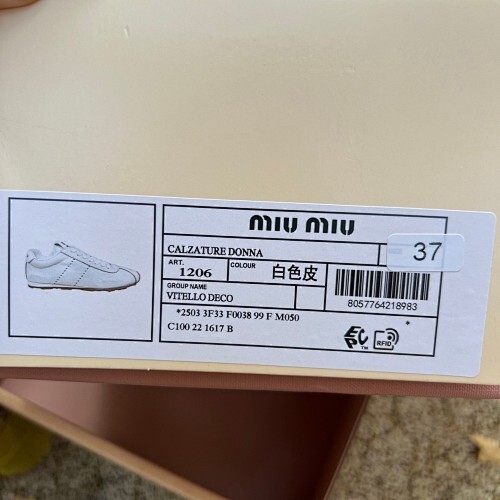 miu miu
CALZATURE DONNA
37
ART. 1206
COLOUR 白色皮
GROUP NAME
VITELLO DECO
8057764218983
*2503 3F33 F0038 99 F M050
C100 22 1617 B
RFID
*